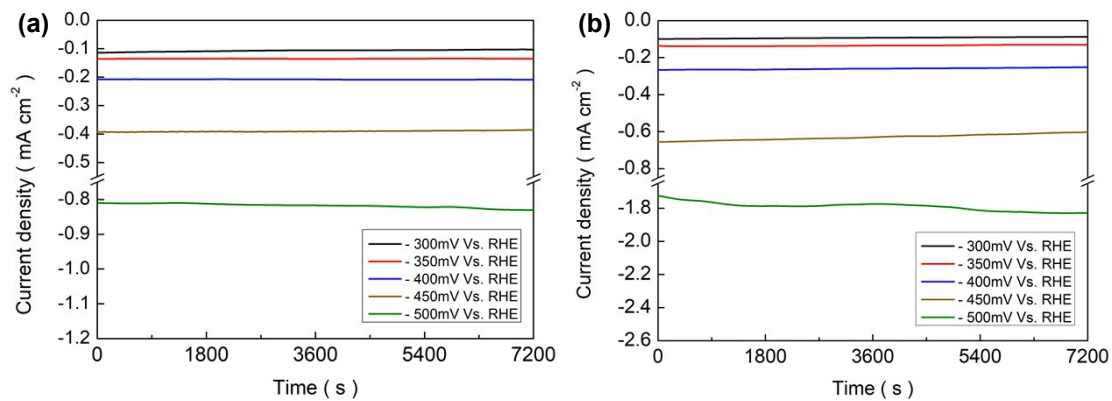 (a)
0.0
-0.1
-0.2
-0.3
-0.4
-0.5
-0.8
-0.9
-1.0
-1.1
-1.2
Current density ( mA cm⁻²)
- 300mV Vs. RHE
- 350mV Vs. RHE
- 400mV Vs. RHE
- 450mV Vs. RHE
- 500mV Vs. RHE
0 1800 3600 5400 7200
Time ( s )
(b)
0.0
-0.2
-0.4
-0.6
-0.8
-1.8
-2.0
-2.2
-2.4
-2.6
Current density ( mA cm⁻²)
- 300mV Vs. RHE
- 350mV Vs. RHE
- 400mV Vs. RHE
- 450mV Vs. RHE
- 500mV Vs. RHE
0 1800 3600 5400 7200
Time ( s )